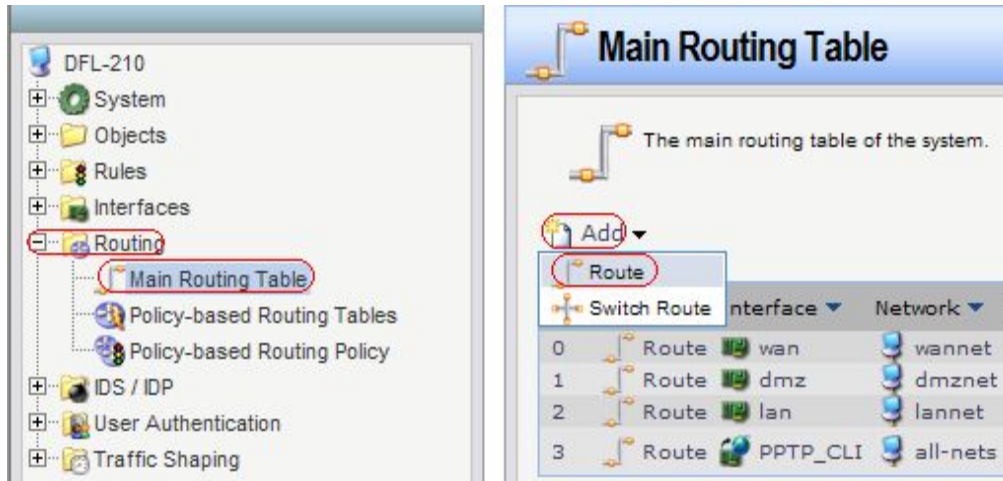 DFL-210
System
Objects
Rules
Interfaces
Routing
Main Routing Table
Policy-based Routing Tables
Policy-based Routing Policy
IDS / IDP
User Authentication
Traffic Shaping
Main Routing Table
The main routing table of the system.
Add
Route
Switch Route nterface Network
0 Route wan wannet
1 Route dmz dmznet
2 Route lan lannet
3 Route PPTP_CLI all-nets